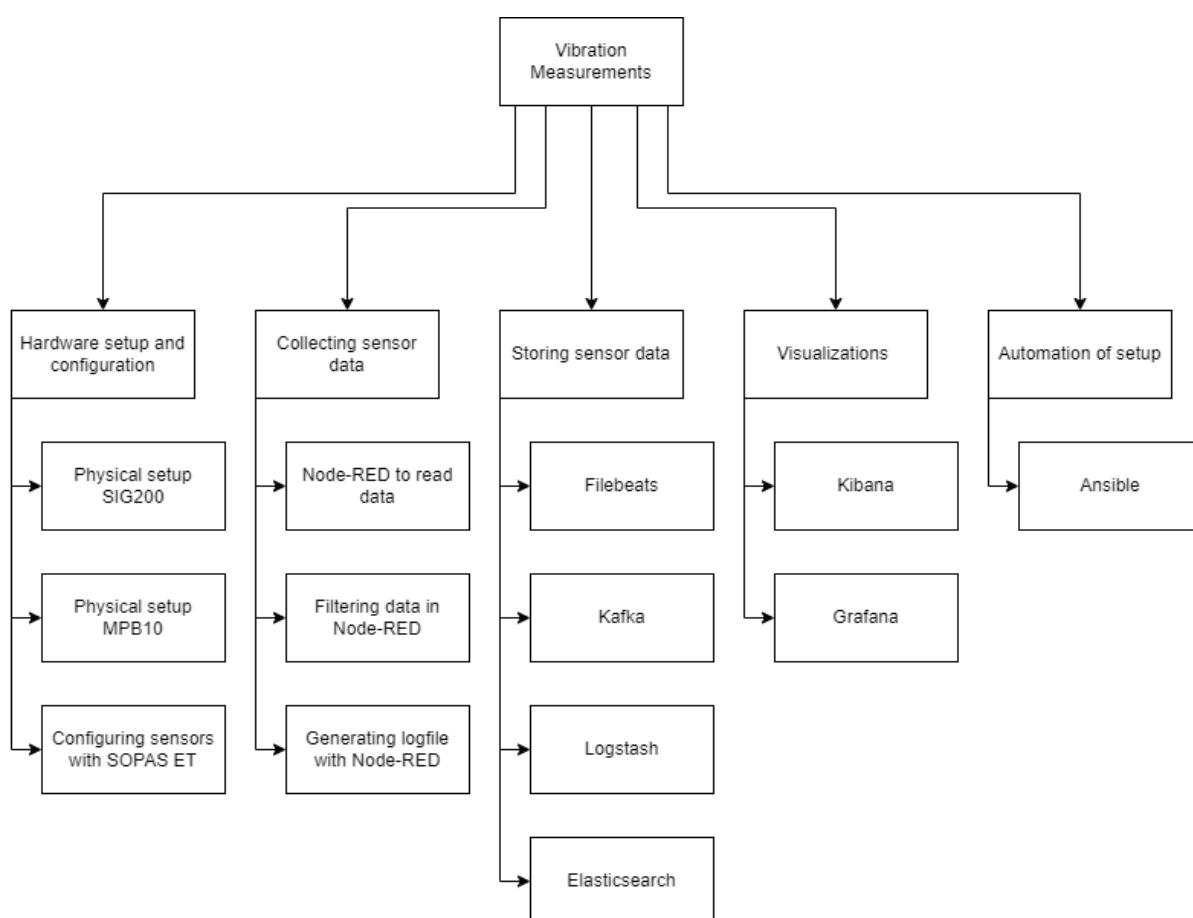 Vibration
Measurements
Hardware setup and
configuration
Collecting sensor
data
Storing sensor data
Visualizations
Automation of setup
Physical setup
SIG200
Node-RED to read
data
Filebeats
Kibana
Ansible
Physical setup
MPB10
Filtering data in
Node-RED
Kafka
Grafana
Configuring sensors
with SOPAS ET
Generating logfile
with Node-RED
Logstash
Elasticsearch